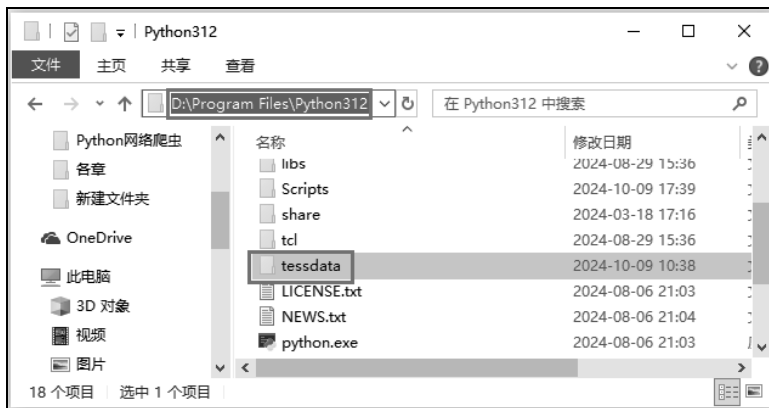 Python312
文件 主页 共享 查看
D:\Program Files\Python312 在 Python312 中搜索
Python网络爬虫
各章
新建文件夹
OneDrive
此电脑
3D 对象
视频
图片
名称 修改日期
libs 2024-08-29 15:36
Scripts 2024-10-09 17:39
share 2024-03-18 17:16
tcl 2024-08-29 15:36
tessdata 2024-10-09 10:38
LICENSE.txt 2024-08-06 21:03
NEWS.txt 2024-08-06 21:04
python.exe 2024-08-06 21:03
18 个项目 选中 1 个项目